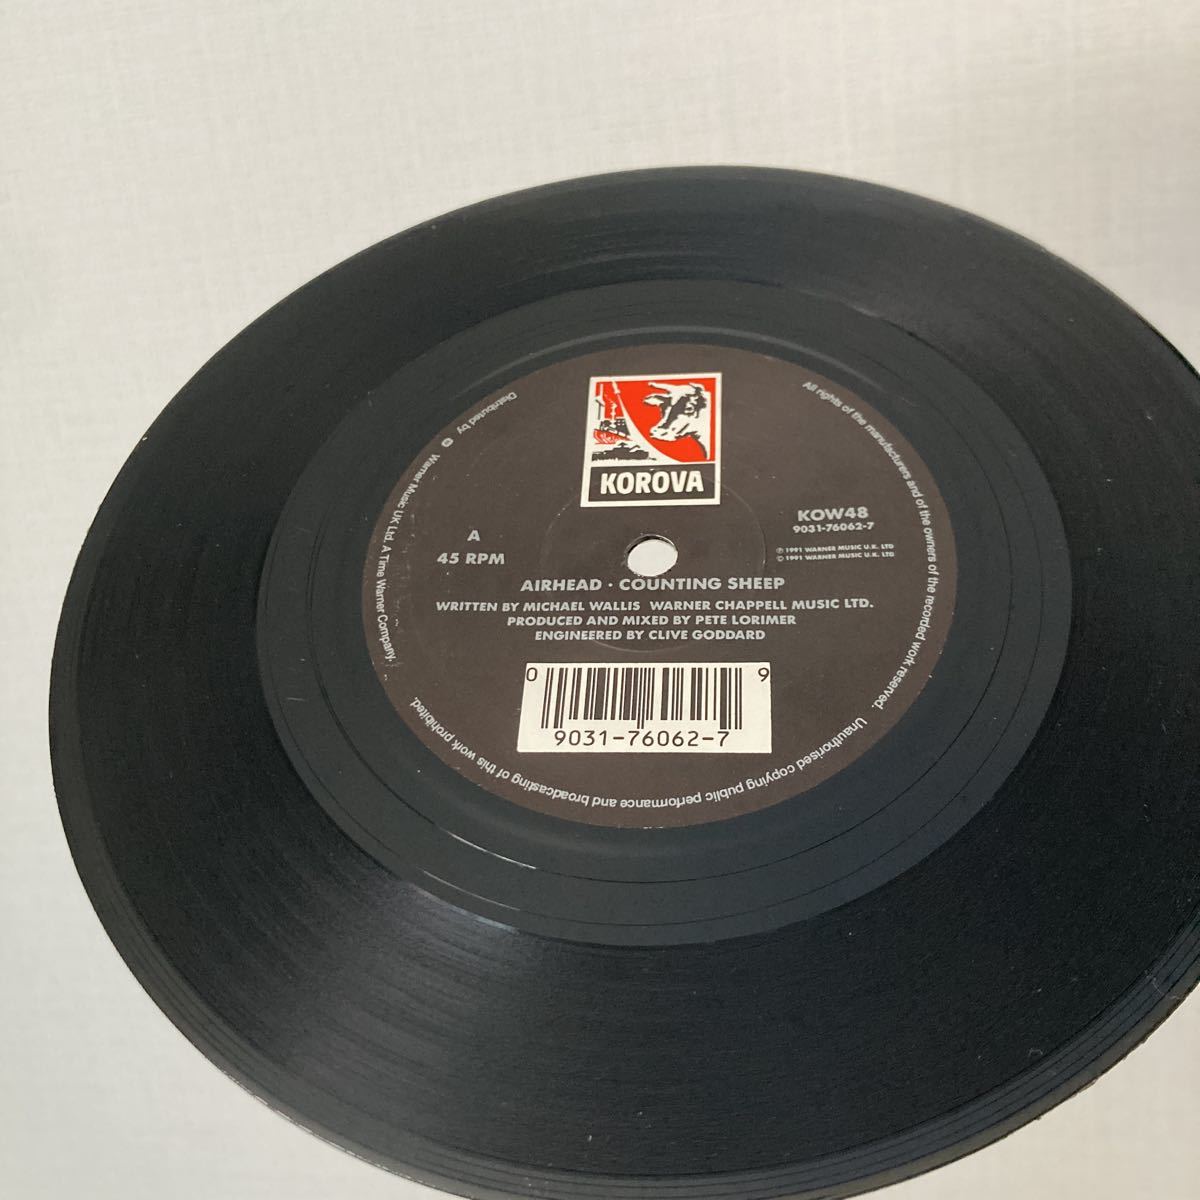 KOROVA
A
45 RPM
KOW48
9031-76062-7
℗ 1991 WARNER MUSIC U.K. LTD
© 1991 WARNER MUSIC U.K. LTD
AIRHEAD · COUNTING SHEEP
WRITTEN BY MICHAEL WALLIS WARNER CHAPPELL MUSIC LTD.
PRODUCED AND MIXED BY PETE LORIMER
ENGINEERED BY CLIVE GODDARD
0 9
9031-76062-7
All rights of the manufacturers and of the owners of the recorded work reserved. Unauthorised copying public performance and broadcasting of this work prohibited.
Distributed by Warner Music UK Ltd. A Time Warner Company.